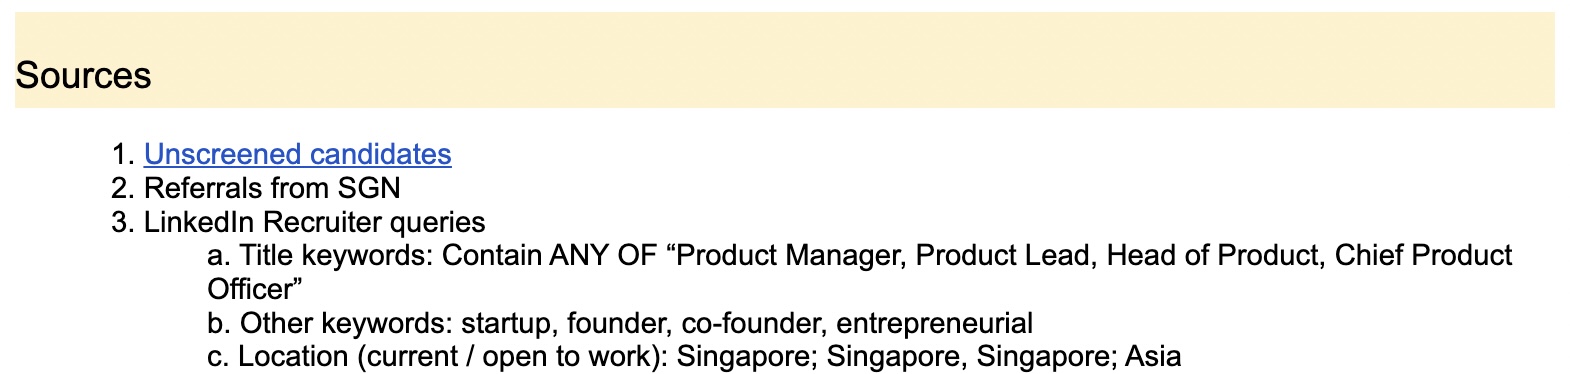 Sources
1. Unscreened candidates
2. Referrals from SGN
3. LinkedIn Recruiter queries
a. Title keywords: Contain ANY OF “Product Manager, Product Lead, Head of Product, Chief Product
Officer”
b. Other keywords: startup, founder, co-founder, entrepreneurial
c. Location (current / open to work): Singapore; Singapore, Singapore; Asia